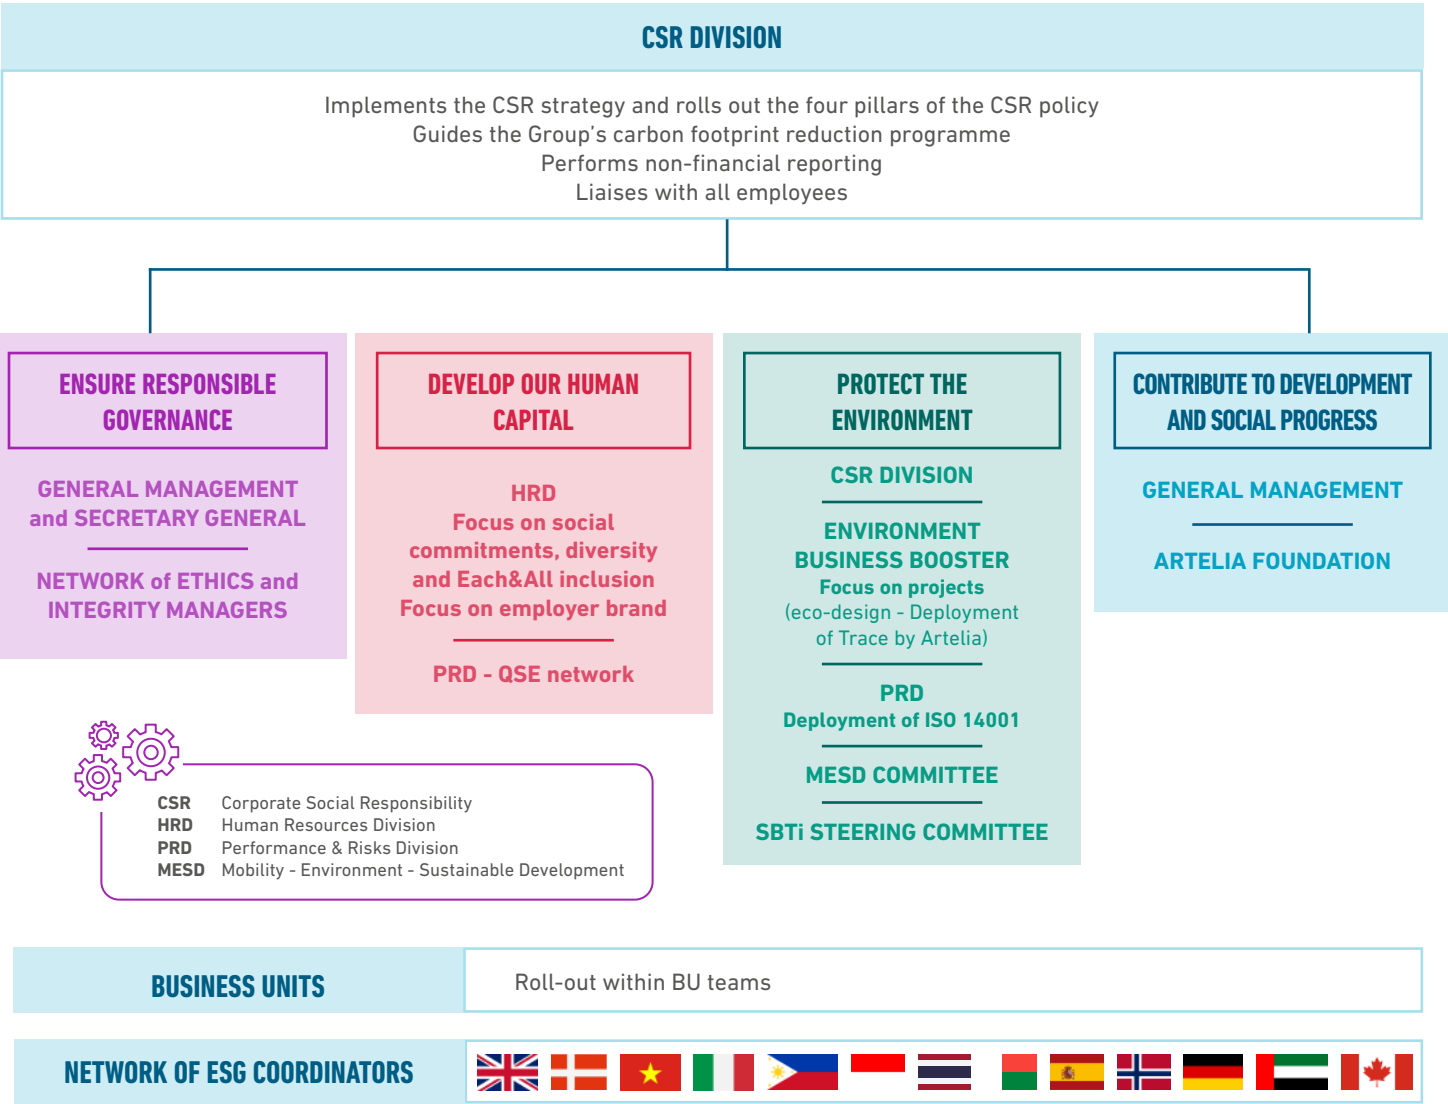 CSR DIVISION
Implements the CSR strategy and rolls out the four pillars of the CSR policy
Guides the Group's carbon footprint reduction programme
Performs non-financial reporting
Liaises with all employees
ENSURE RESPONSIBLE
GOVERNANCE
GENERAL MANAGEMENT
and SECRETARY GENERAL
NETWORK of ETHICS and
INTEGRITY MANAGERS
DEVELOP OUR HUMAN
CAPITAL
HRD
Focus on social
commitments, diversity
and Each&All inclusion
Focus on employer brand
PRD - QSE network
PROTECT THE
ENVIRONMENT
CSR DIVISION
ENVIRONMENT
BUSINESS BOOSTER
Focus on projects
(eco-design - Deployment
of Trace by Artelia)
PRD
Deployment of ISO 14001
MESD COMMITTEE
SBTi STEERING COMMITTEE
CONTRIBUTE TO DEVELOPMENT
AND SOCIAL PROGRESS
GENERAL MANAGEMENT
ARTELIA FOUNDATION
CSR Corporate Social Responsibility
HRD Human Resources Division
PRD Performance & Risks Division
MESD Mobility - Environment - Sustainable Development
BUSINESS UNITS
Roll-out within BU teams
NETWORK OF ESG COORDINATORS